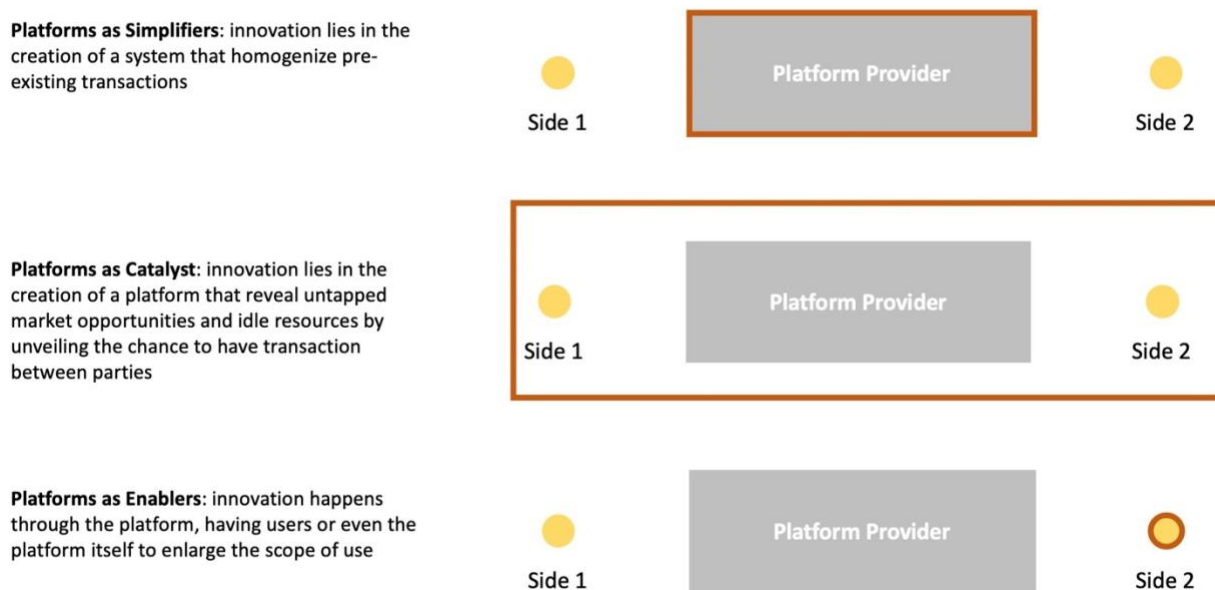 Platforms as Simplifiers: innovation lies in the
creation of a system that homogenize pre-
existing transactions
Platform Provider
Side 1
Side 2
Platforms as Catalyst: innovation lies in the
creation of a platform that reveal untapped
market opportunities and idle resources by
unveiling the chance to have transaction
between parties
Platform Provider
Side 1
Side 2
Platforms as Enablers: innovation happens
through the platform, having users or even the
platform itself to enlarge the scope of use
Platform Provider
Side 1
Side 2